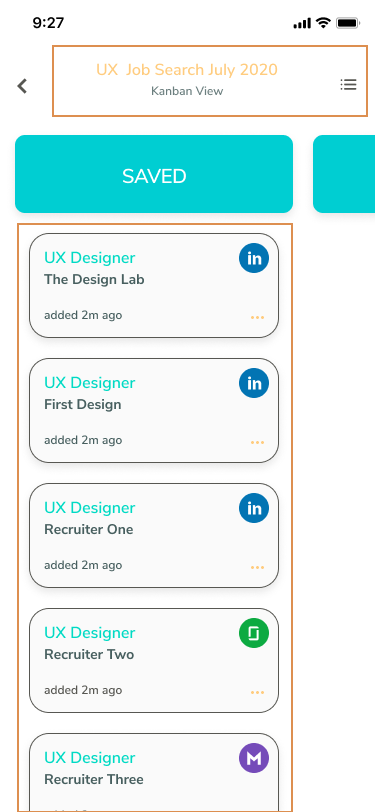 9:27
UX Job Search July 2020
Kanban View
SAVED
UX Designer
in
The Design Lab
added 2m ago
UX Designer
in
First Design
added 2m ago
UX Designer
in
Recruiter One
added 2m ago
UX Designer
Recruiter Two
added 2m ago
UX Designer
M
Recruiter Three